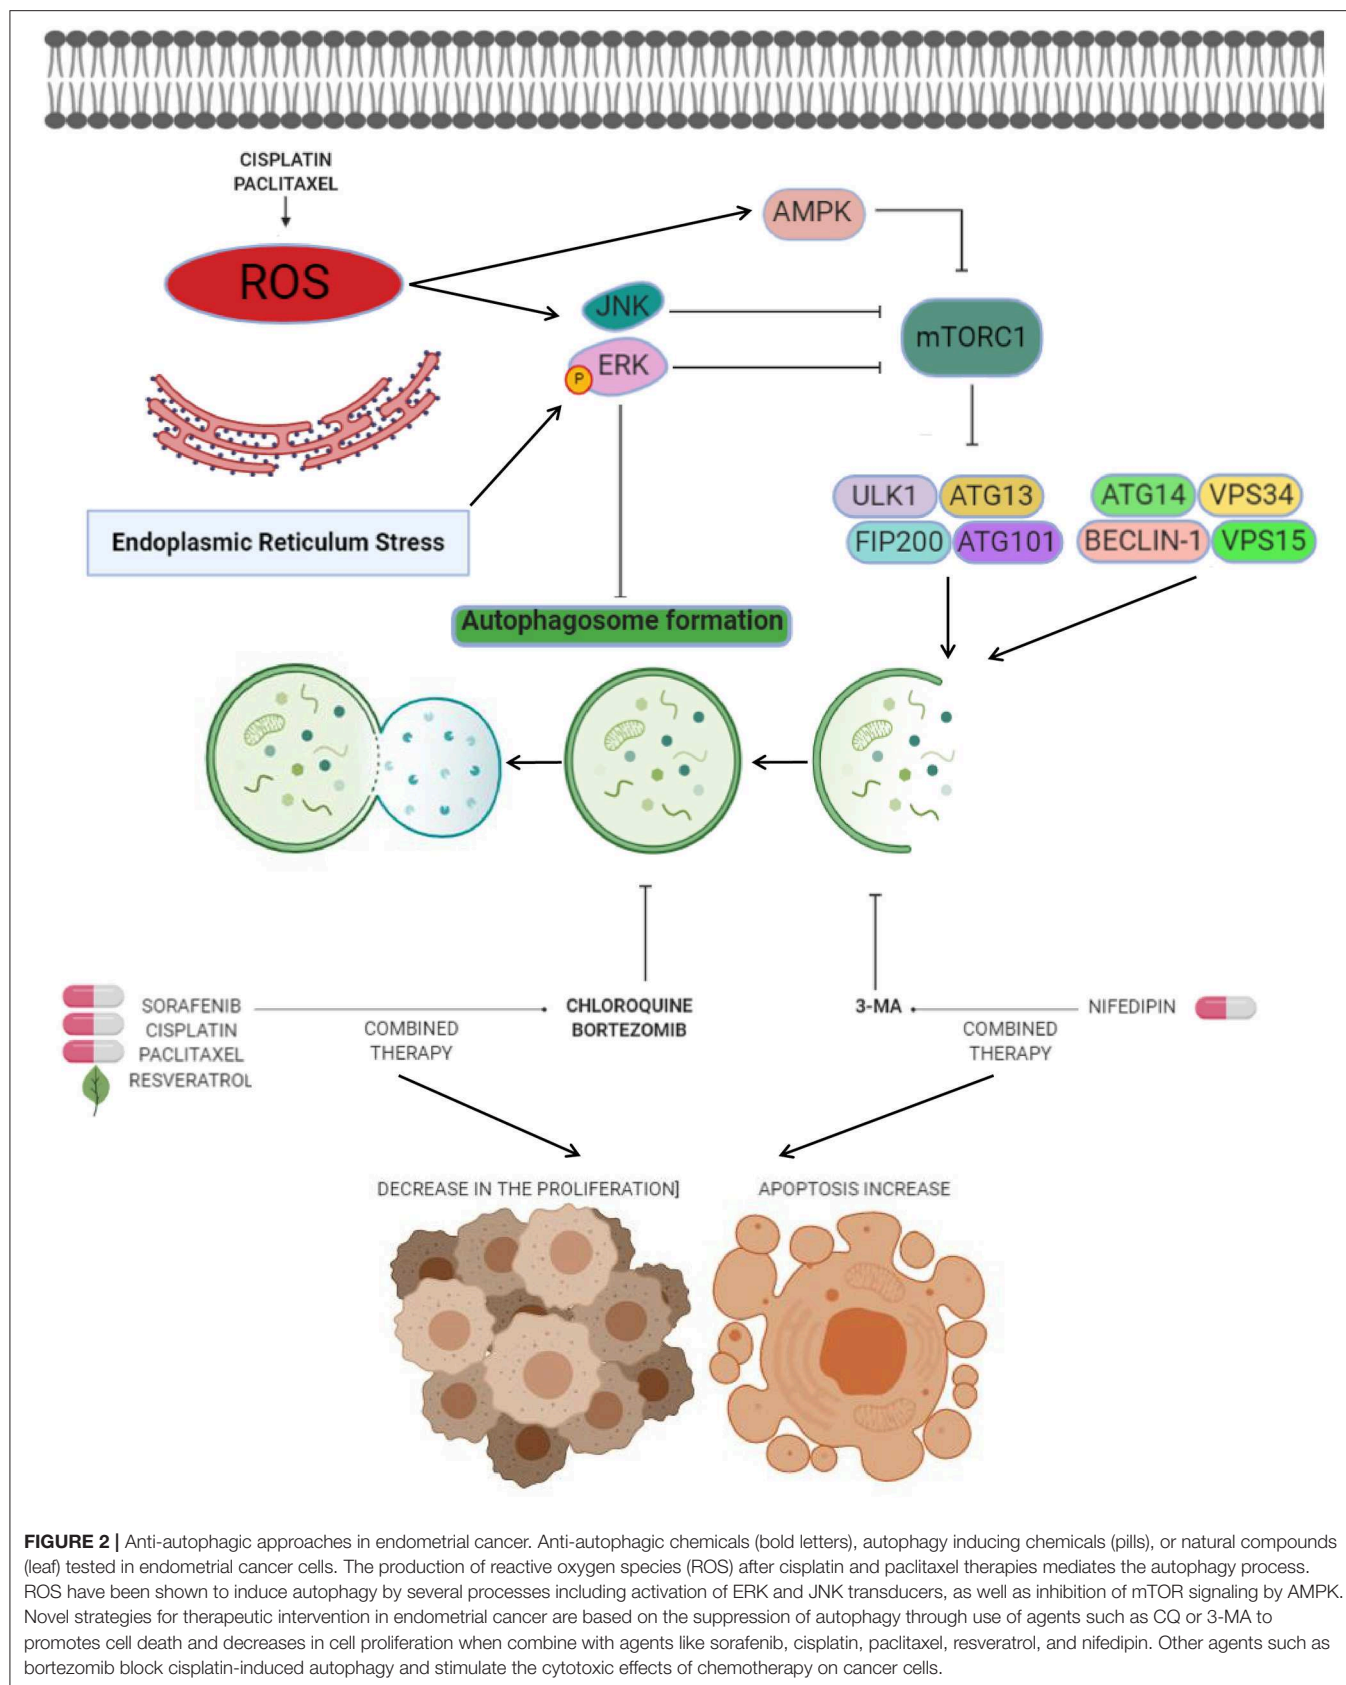 CISPLATIN
PACLITAXEL
ROS
AMPK
JNK
ERK
P
mTORC1
Endoplasmic Reticulum Stress
ULK1 ATG13
FIP200 ATG101
ATG14 VPS34
BECLIN-1 VPS15
Autophagosome formation
SORAFENIB
CISPLATIN
PACLITAXEL
RESVERATROL
COMBINED
THERAPY
CHLOROQUINE
BORTEZOMIB
3-MA
NIFEDIPIN
COMBINED
THERAPY
DECREASE IN THE PROLIFERATION]
APOPTOSIS INCREASE
FIGURE 2 | Anti-autophagic approaches in endometrial cancer. Anti-autophagic chemicals (bold letters), autophagy inducing chemicals (pills), or natural compounds
(leaf) tested in endometrial cancer cells. The production of reactive oxygen species (ROS) after cisplatin and paclitaxel therapies mediates the autophagy process.
ROS have been shown to induce autophagy by several processes including activation of ERK and JNK transducers, as well as inhibition of mTOR signaling by AMPK.
Novel strategies for therapeutic intervention in endometrial cancer are based on the suppression of autophagy through use of agents such as CQ or 3-MA to
promotes cell death and decreases in cell proliferation when combine with agents like sorafenib, cisplatin, paclitaxel, resveratrol, and nifedipin. Other agents such as
bortezomib block cisplatin-induced autophagy and stimulate the cytotoxic effects of chemotherapy on cancer cells.